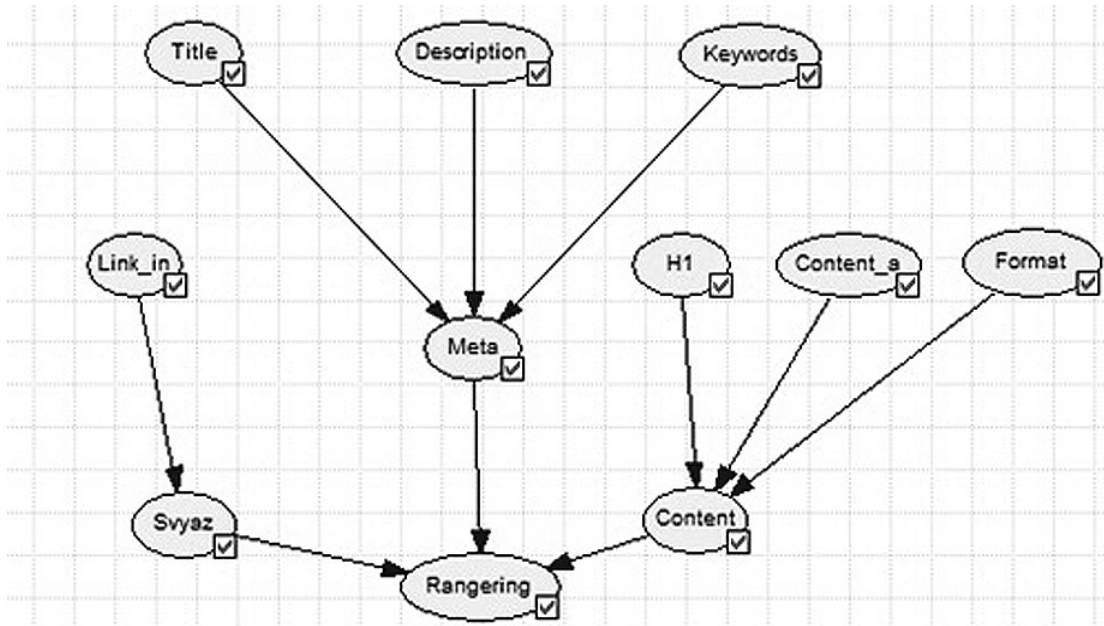 Title
Description
Keywords
Link_in
H1
Content_a
Format
Meta
Svyaz
Content
Rangering